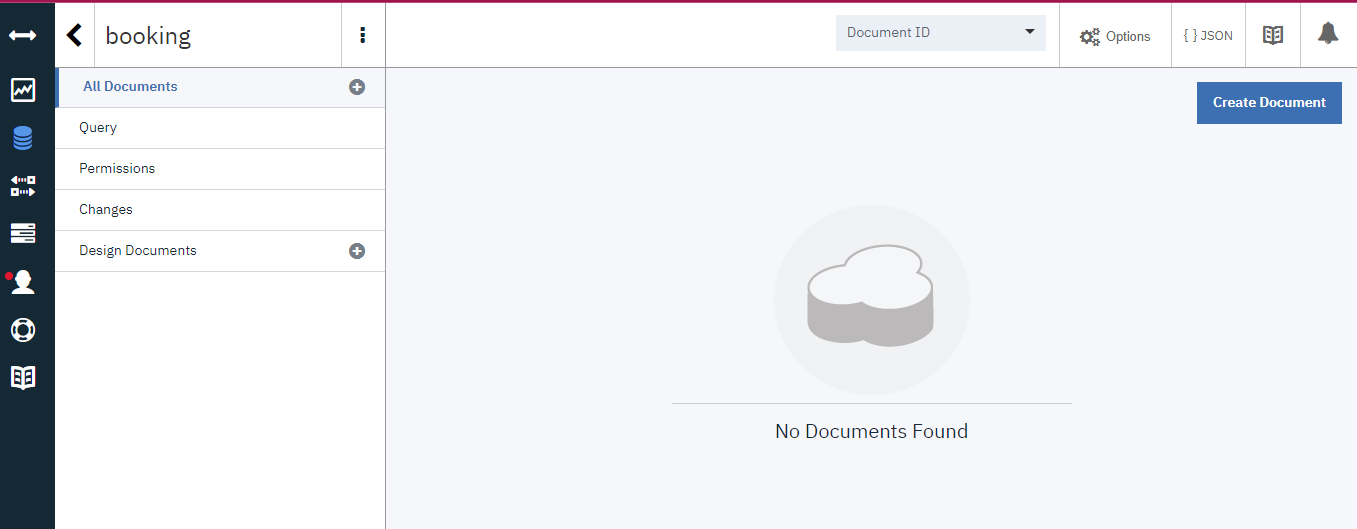 booking
Document ID
Options
{ } JSON
All Documents
Query
Permissions
Changes
Design Documents
Create Document
No Documents Found